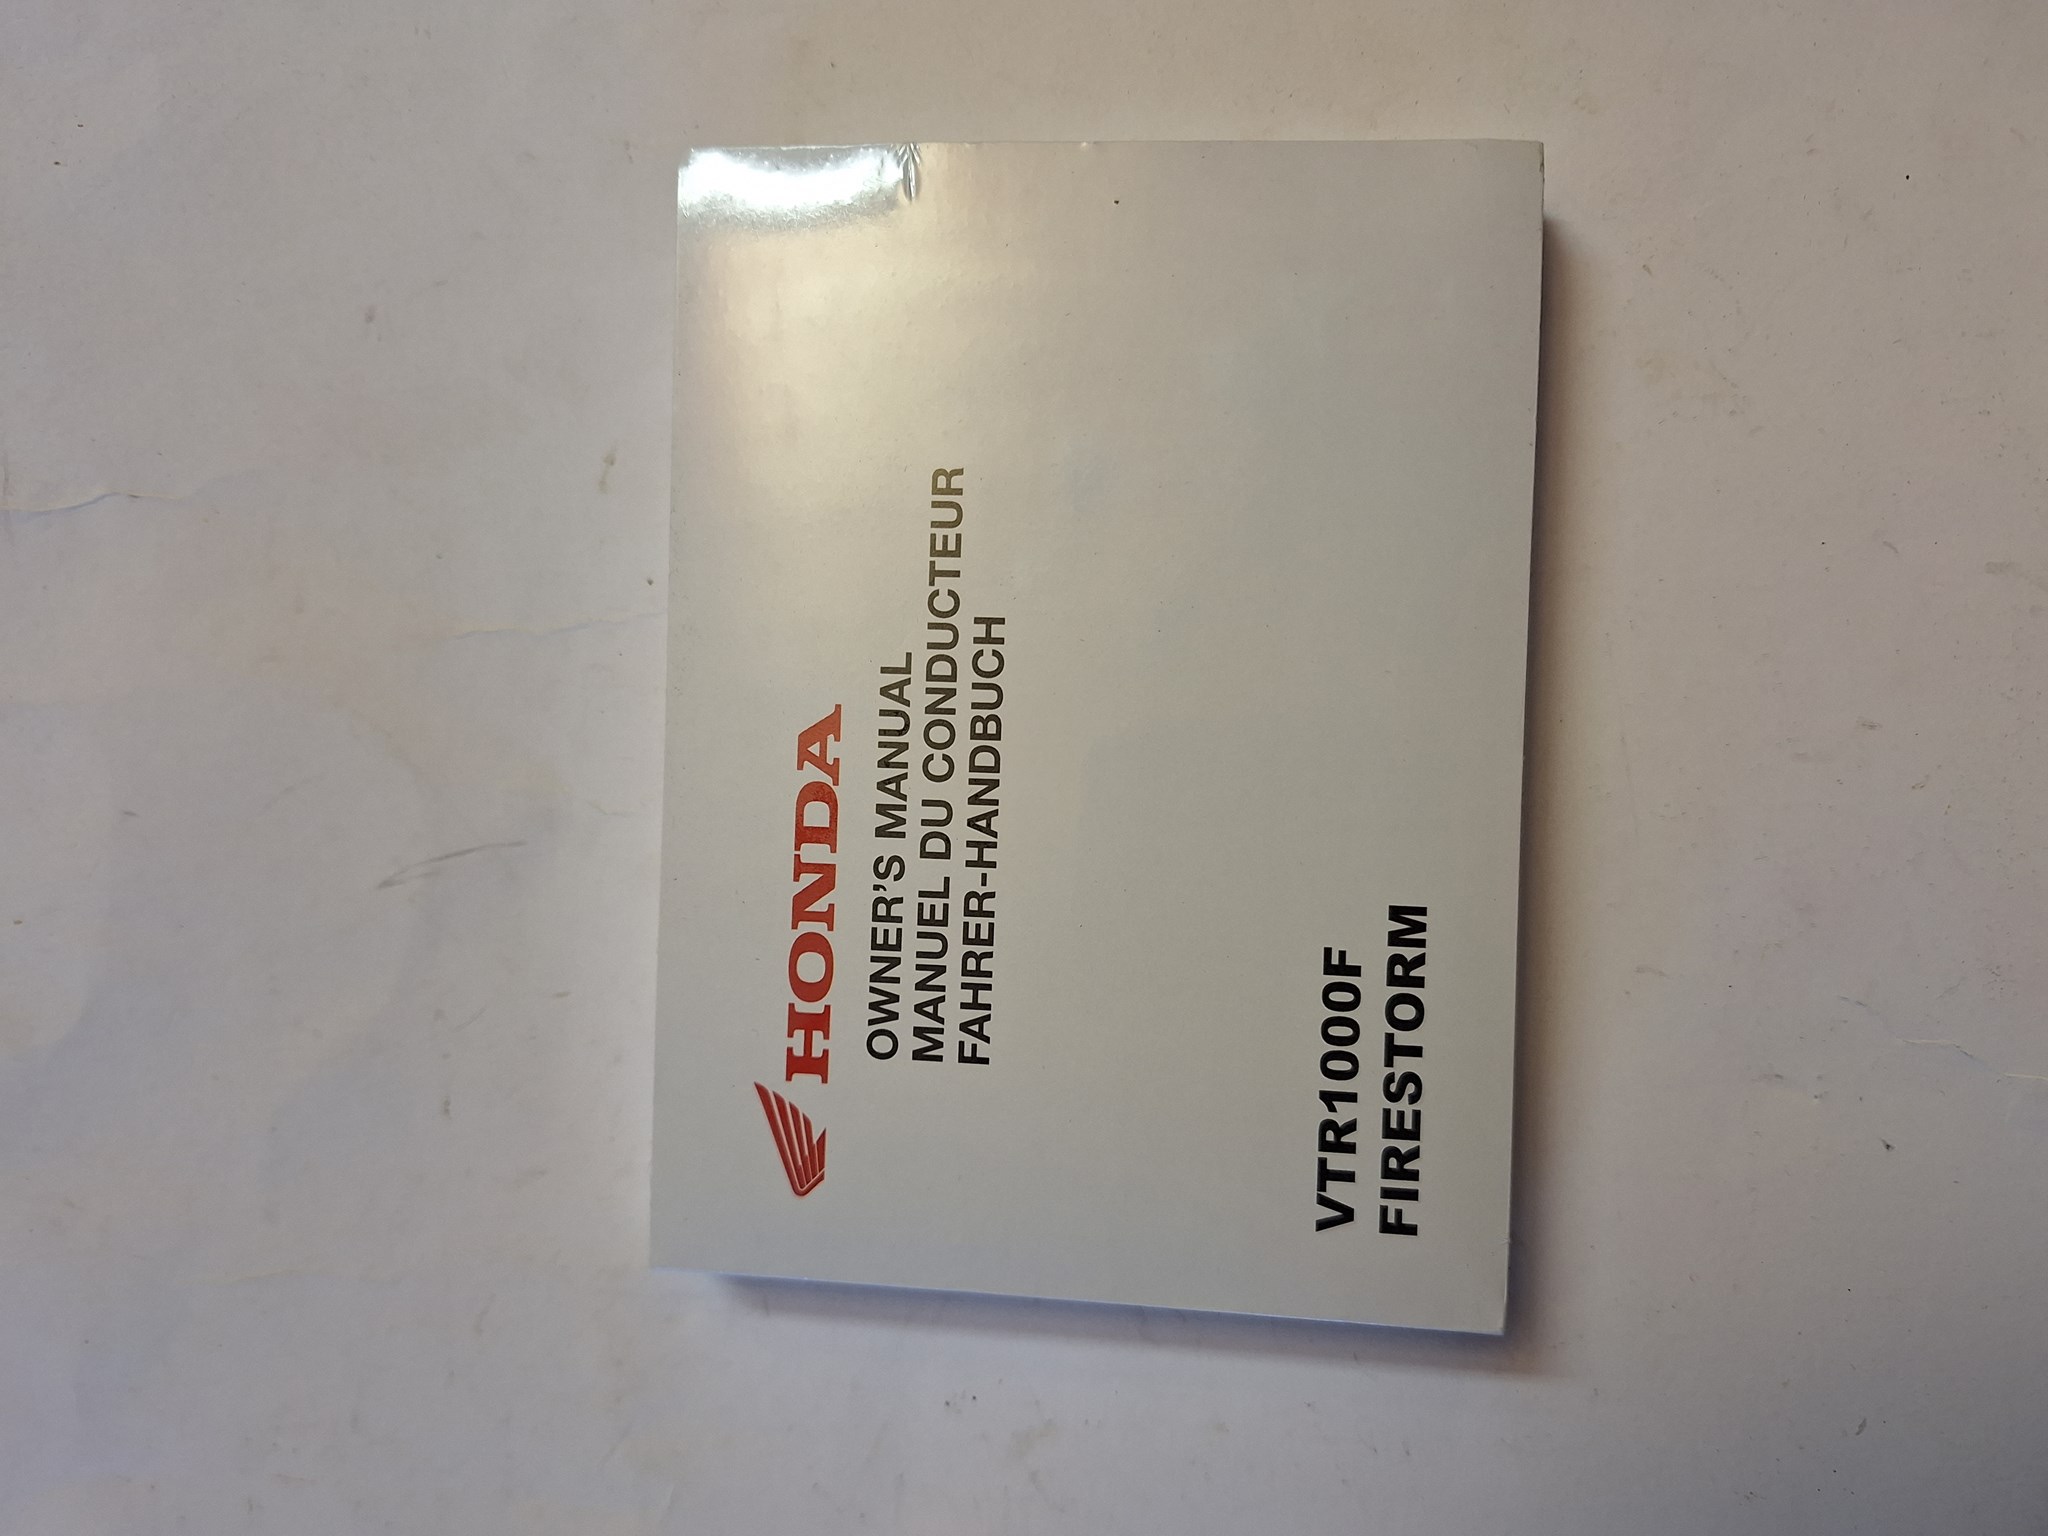 HONDA
OWNER'S MANUAL
MANUEL DU CONDUCTEUR
FAHRER-HANDBUCH
VTR1000F
FIRESTORM